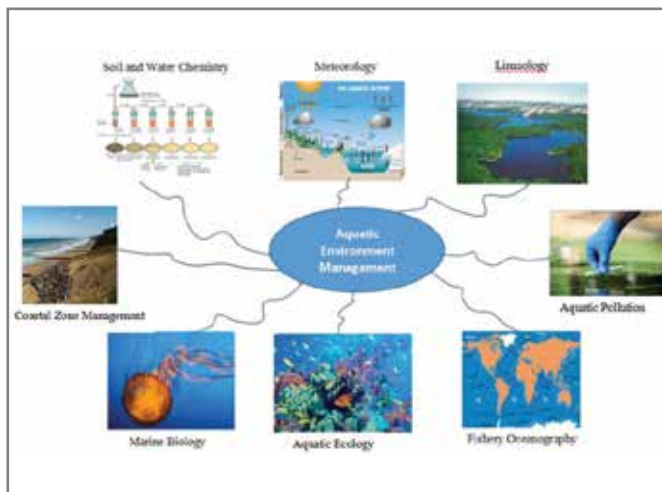 Soil and Water Chemistry
Meteorology
Limnology
Aquatic
Environment
Management
Coastal Zone Management
Aquatic Pollution
Marine Biology
Aquatic Ecology
Fishery Oceanography